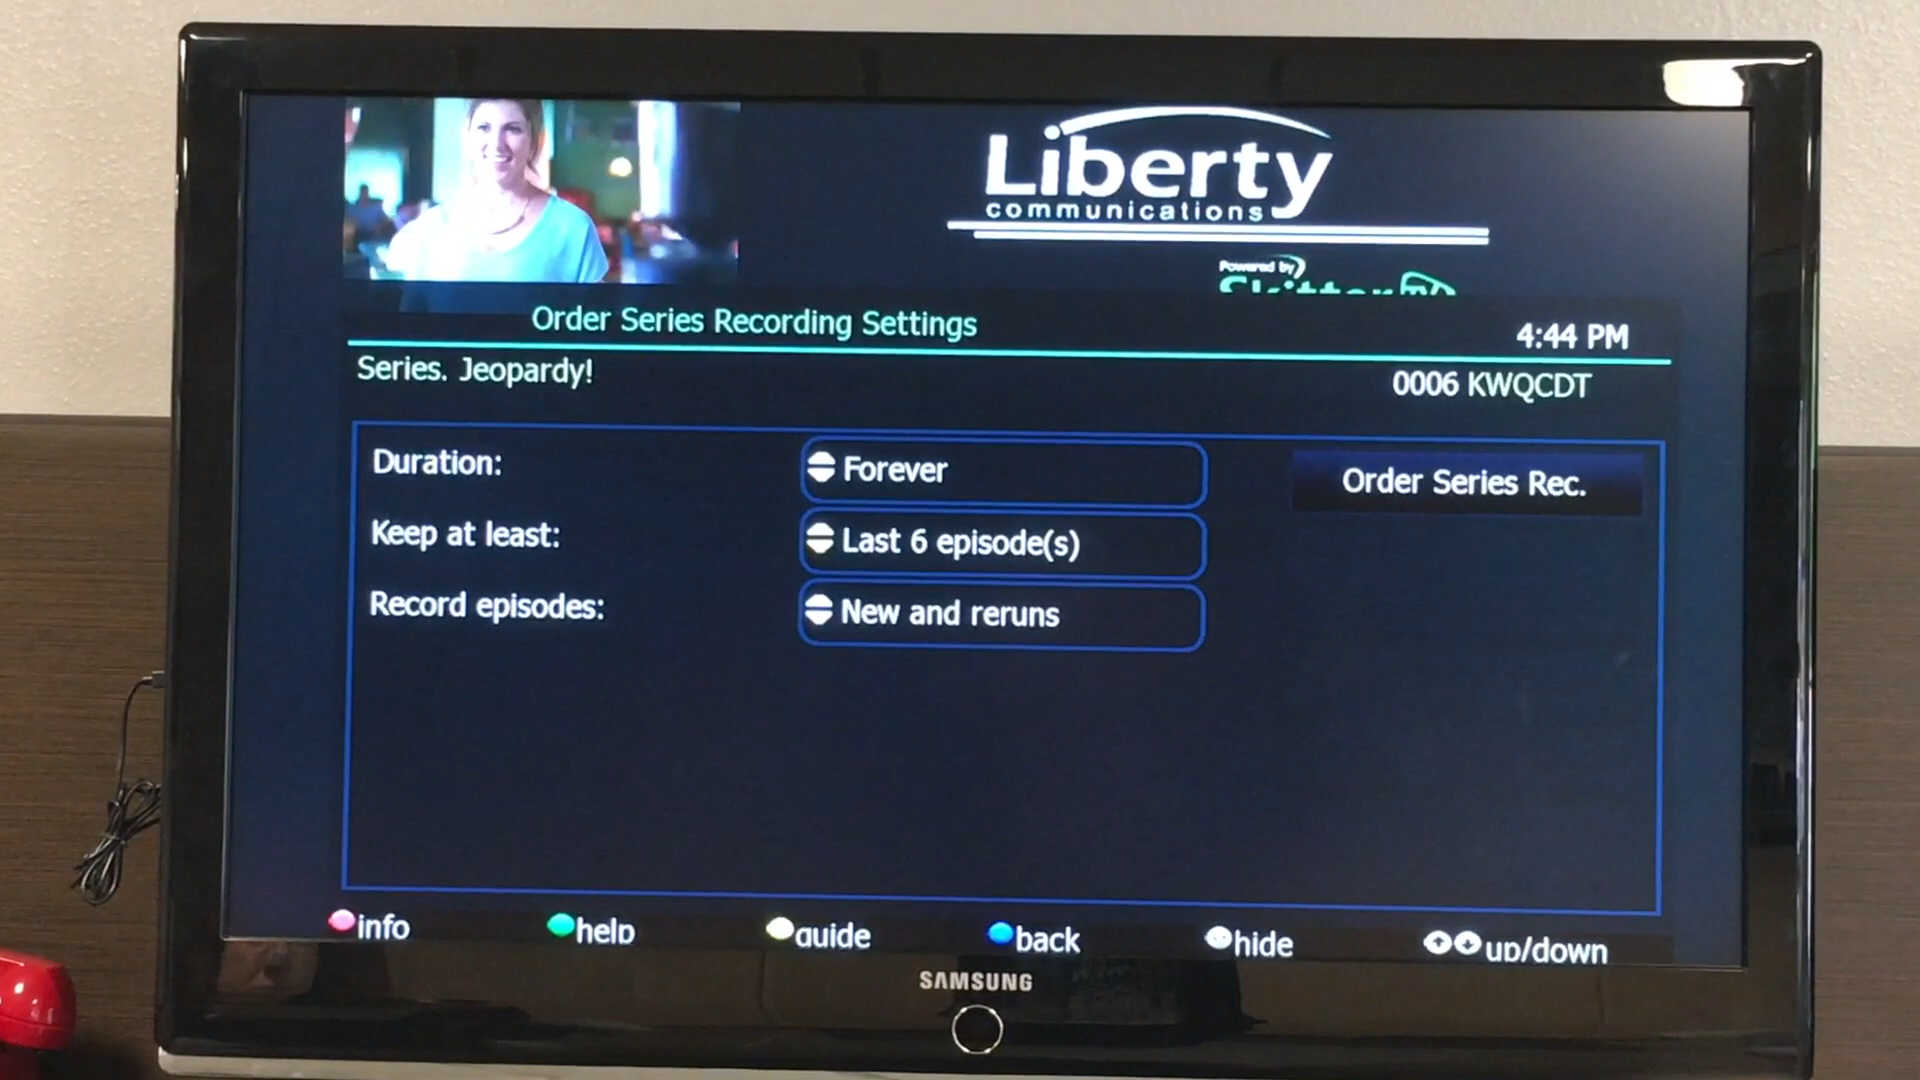 Liberty
communications
Powered by
Skitter TV
Order Series Recording Settings
4:44 PM
Series. Jeopardy!
0006 KWQCDT
Duration:
Forever
Order Series Rec.
Keep at least:
Last 6 episode(s)
Record episodes:
New and reruns
info
help
guide
back
hide
up/down
SAMSUNG